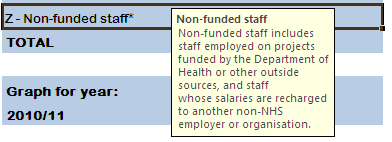 Z - Non-funded staff*
TOTAL
Graph for year:
2010/11
Non-funded staff
Non-funded staff includes
staff employed on projects
funded by the Department of
Health or other outside
sources, and staff
whose salaries are recharged
to another non-NHS
employer or organisation.